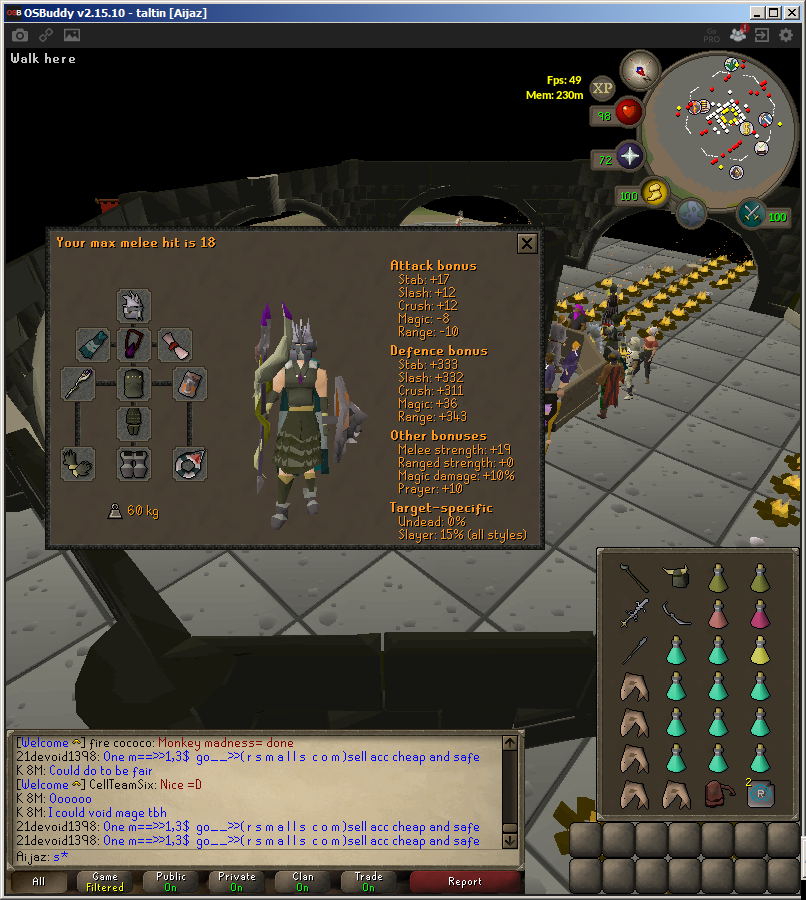 OSBuddy v2.15.10 - taltin [Aijaz]
Go
PRO
Walk here
Fps: 49
Mem: 230m
XP
98
72
100
100
Your max melee hit is 18
Attack bonus
Stab: +17
Slash: +12
Crush: +12
Magic: -8
Range: -10
Defence bonus
Stab: +333
Slash: +332
Crush: +311
Magic: +36
Range: +343
Other bonuses
Melee strength: +19
Ranged strength: +0
Magic damage: +10%
Prayer: +10
Target-specific
Undead: 0%
Slayer: 15% (all styles)
60 kg
2
R
[Welcome] fire cococo: Monkey madness= done
21devoid1398: One m==>>1,3$ go__>>(r s m a l l s c o m )sell acc cheap and safe
K 8M: Could do to be fair
[Welcome] CellTeamSix: Nice =D
K 8M: Oooooo
K 8M: I could void mage tbh
21devoid1398: One m==>>1,3$ go__>>(r s m a l l s c o m )sell acc cheap and safe
21devoid1398: One m==>>1,3$ go__>>(r s m a l l s c o m )sell acc cheap and safe
Aijaz: s*
All
Game
Filtered
Public
On
Private
On
Clan
On
Trade
On
Report